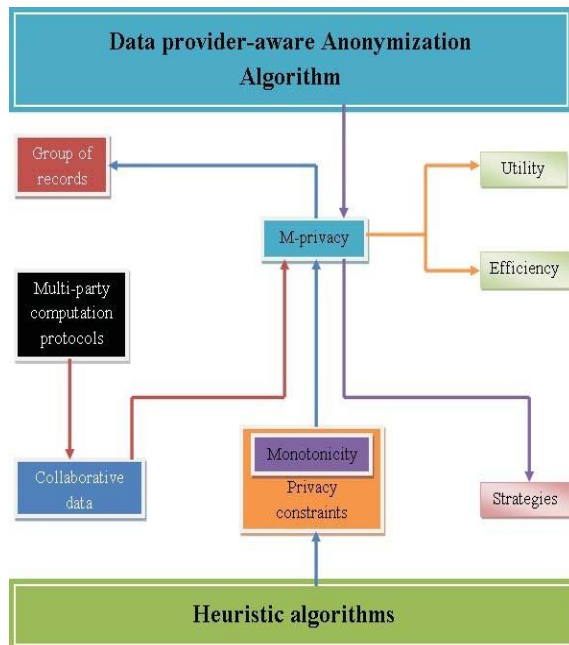 Data provider-aware Anonymization
Algorithm
Group of
records
Utility
M-privacy
Efficiency
Multi-party
computation
protocols
Monotonicity
Collaborative
data
Privacy
constraints
Strategies
Heuristic algorithms